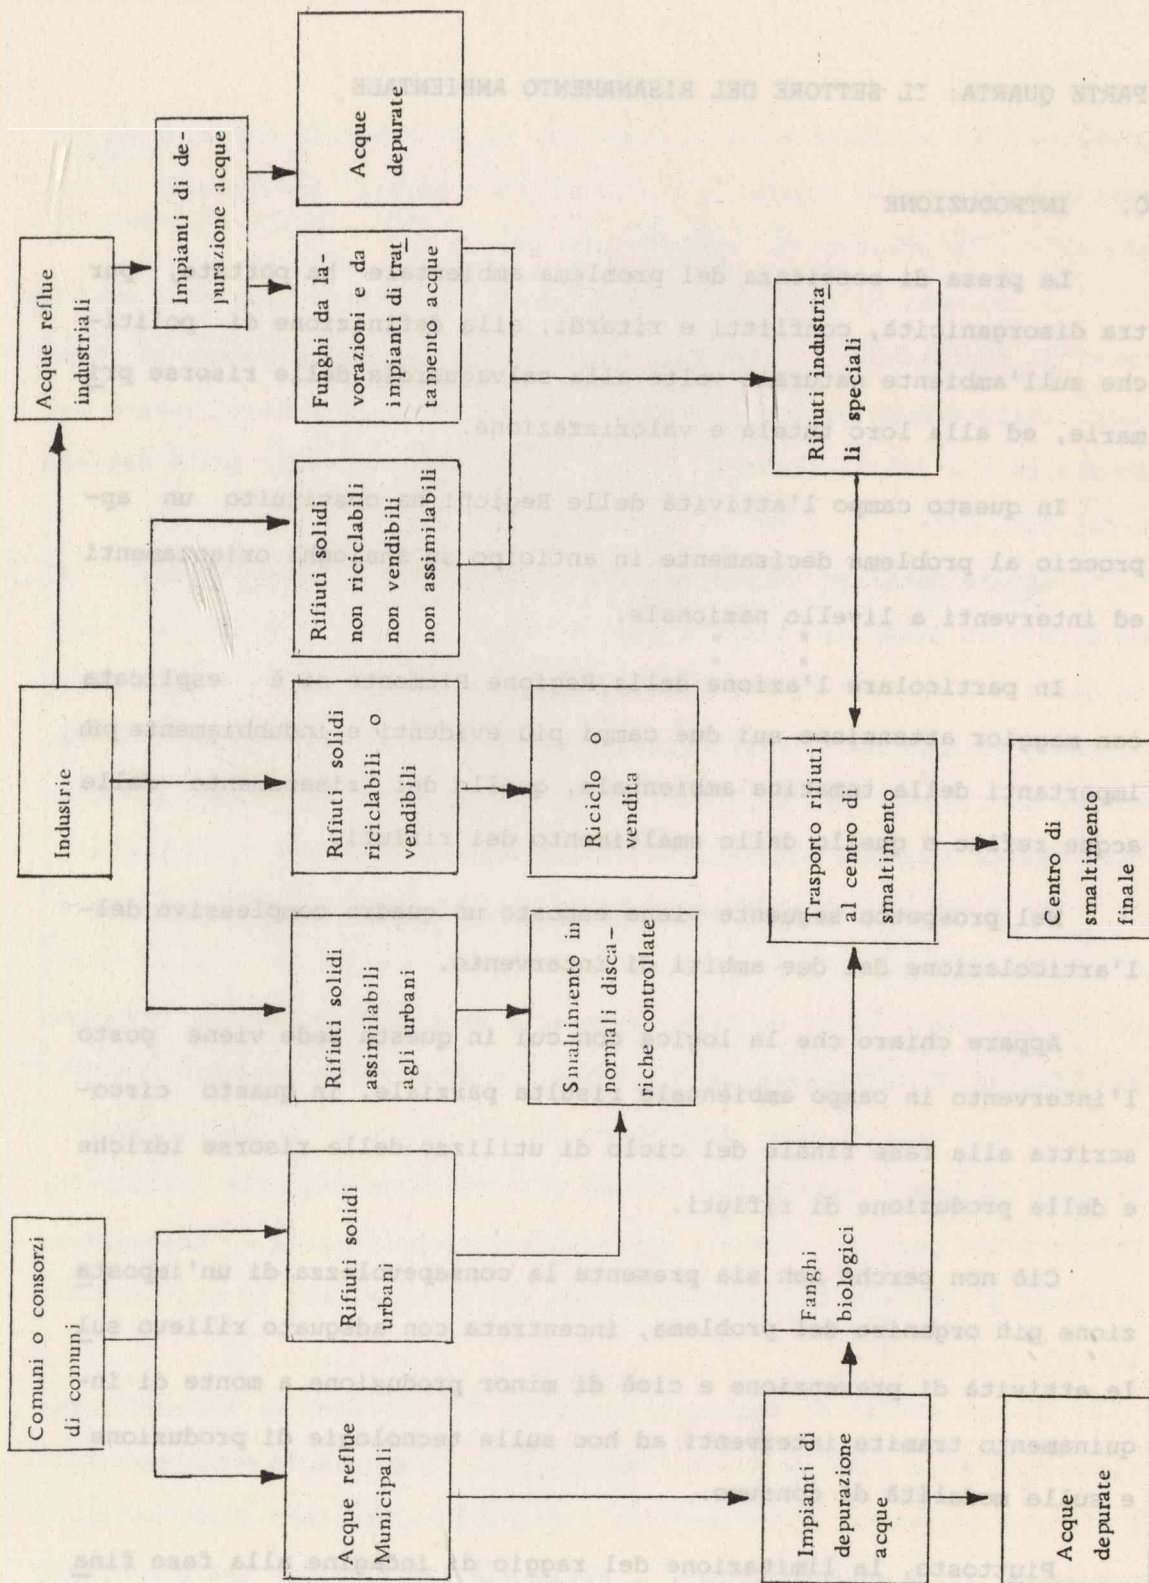 Comuni o consorzi
di comuni
Industrie
Acque reflue
industriali
Impianti di de-
purazione acque
Acque reflue
Municipali
Rifiuti solidi
urbani
Rifiuti solidi
assimilabili
agli urbani
Rifiuti solidi
riciclabili o
vendibili
Rifiuti solidi
non riciclabili
non vendibili
non assimilabili
Funghi da la-
vorazioni e da
impianti di trat
tamento acque
Acque
depurate
Smaltimento in
normali disca-
riche controllate
Riciclo o
vendita
Impianti di
depurazione
acque
Fanghi
biologici
Trasporto rifiuti
al centro di
smaltimento
Rifiuti industria
li speciali
Acque
depurate
Centro di
smaltimento
finale
PARTE QUARTA: IL SETTORE DEL RISANAMENTO AMBIENTALE
0. INTRODUZIONE
La presa di coscienza del problema ambientale ha portato, pur
tra disorganicità, conflitti e ritardi, alla definizione di politi-
che sull'ambiente naturale volte alla salvaguardia delle risorse pri
marie, ed alla loro tutela e valorizzazione.
In questo campo l'attività delle Regioni ha costituito un ap-
proccio al problema decisamente in anticipo su orientamenti
ed interventi a livello nazionale.
In particolare l'azione della Regione Piemonte si è esplicata
con maggior attenzione sui due campi più evidenti e indubbiamente più
importanti della tematica ambientale, quello del risanamento delle
acque reflue e quello dello smaltimento dei rifiuti.
Nel prospetto seguente viene esposto un quadro complessivo del-
l'articolazione dei due ambiti di intervento.
Appare chiaro che la logica con cui in questa sede viene posto
l'intervento in campo ambientale risulta parziale, in quanto circo-
scritta alla fase finale del ciclo di utilizzo delle risorse idriche
e della produzione di rifiuti.
Ciò non perché non sia presente la consapevolezza di un'imposta
zione più organica del problema, incentrata con adeguato rilievo sul
le attività di prevenzione e cioè di minor produzione a monte di in-
quinamento tramite interventi ad hoc sulle tecnologie di produzione
e sulle modalità di consumo.
Piuttosto, la limitazione del raggio di indagine alla fase fina